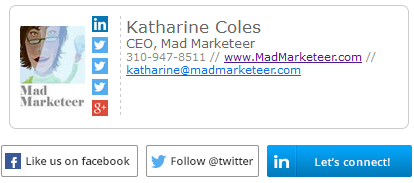 Katharine Coles
CEO, Mad Marketeer
310-947-8511 // www.MadMarketeer.com //
katharine@madmarketeer.com
Mad
Marketeer
Like us on facebook
Follow @twitter
Let's connect!